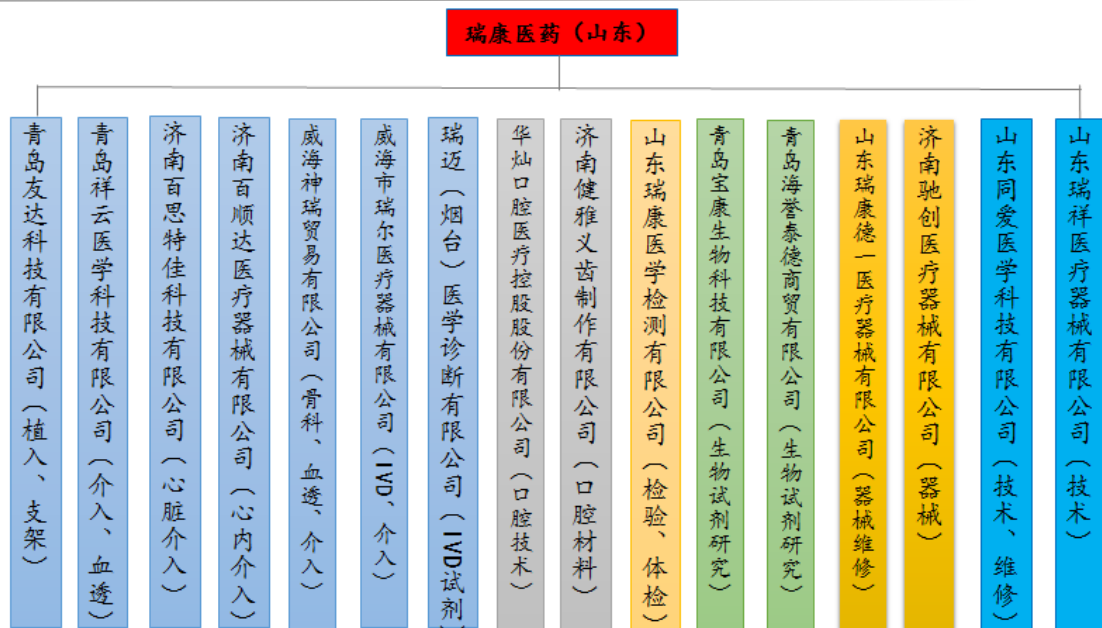 瑞康医药（山东）
青岛友达科技有限公司（植入、支架）
青岛祥云医学科技有限公司（介入、血透）
济南百思特佳科技有限公司（心脏介入）
济南百顺达医疗器械有限公司（心内介入）
威海神瑞贸易有限公司（骨科、血透、介入）
威海市瑞尔医疗器械有限公司（IVD、介入）
瑞迈（烟台）医学诊断有限公司（IVD试剂）
华灿口腔医疗控股股份有限公司（口腔技术）
济南健雅义齿制作有限公司（口腔材料）
山东瑞康医学检测有限公司（检验、体检）
青岛宝康生物科技有限公司（生物试剂研究）
青岛海誉泰德商贸有限公司（生物试剂研究）
山东瑞康德一医疗器械有限公司（器械维修）
济南驰创医疗器械有限公司（器械）
山东同爱医学科技有限公司（技术、维修）
山东瑞祥医疗器械有限公司（技术）